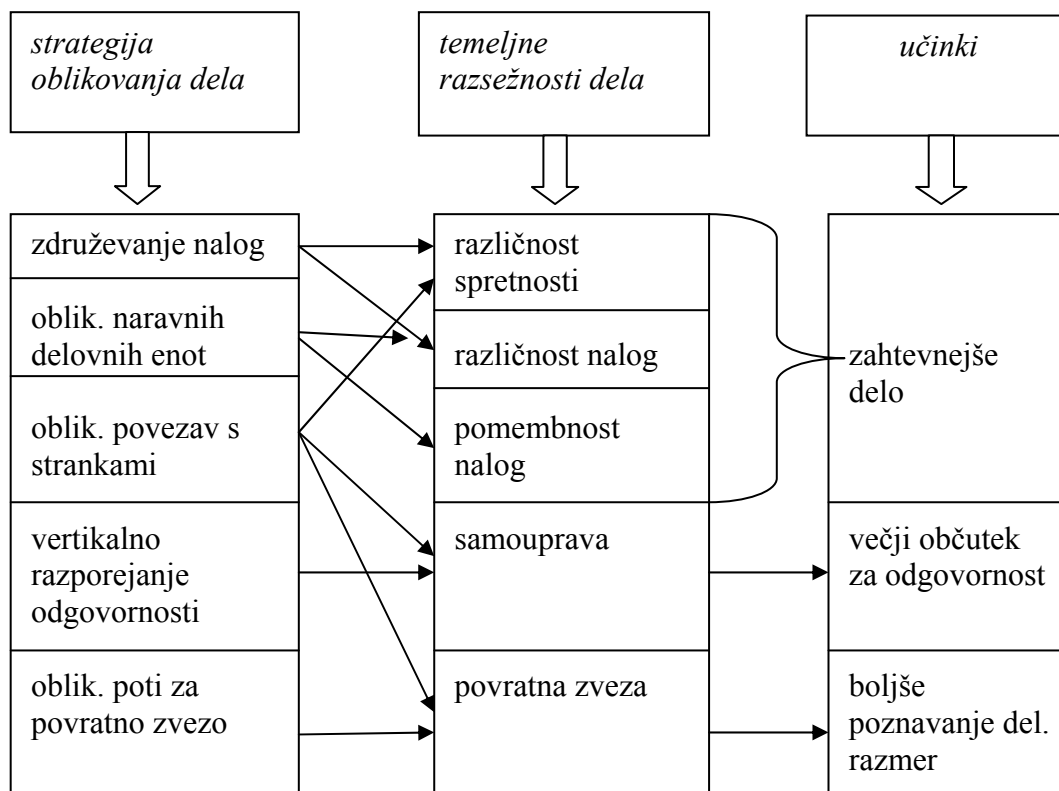 strategija
oblikovanja dela
temeljne
razsežnosti dela
učinki
združevanje nalog
oblik. naravnih
delovnih enot
oblik. povezav s
strankami
vertikalno
razporejanje
odgovornosti
oblik. poti za
povratno zvezo
različnost
spretnosti
različnost nalog
pomembnost
nalog
samouprava
povratna zveza
zahtevnejše
delo
večji občutek
za odgovornost
boljše
poznavanje del.
razmer